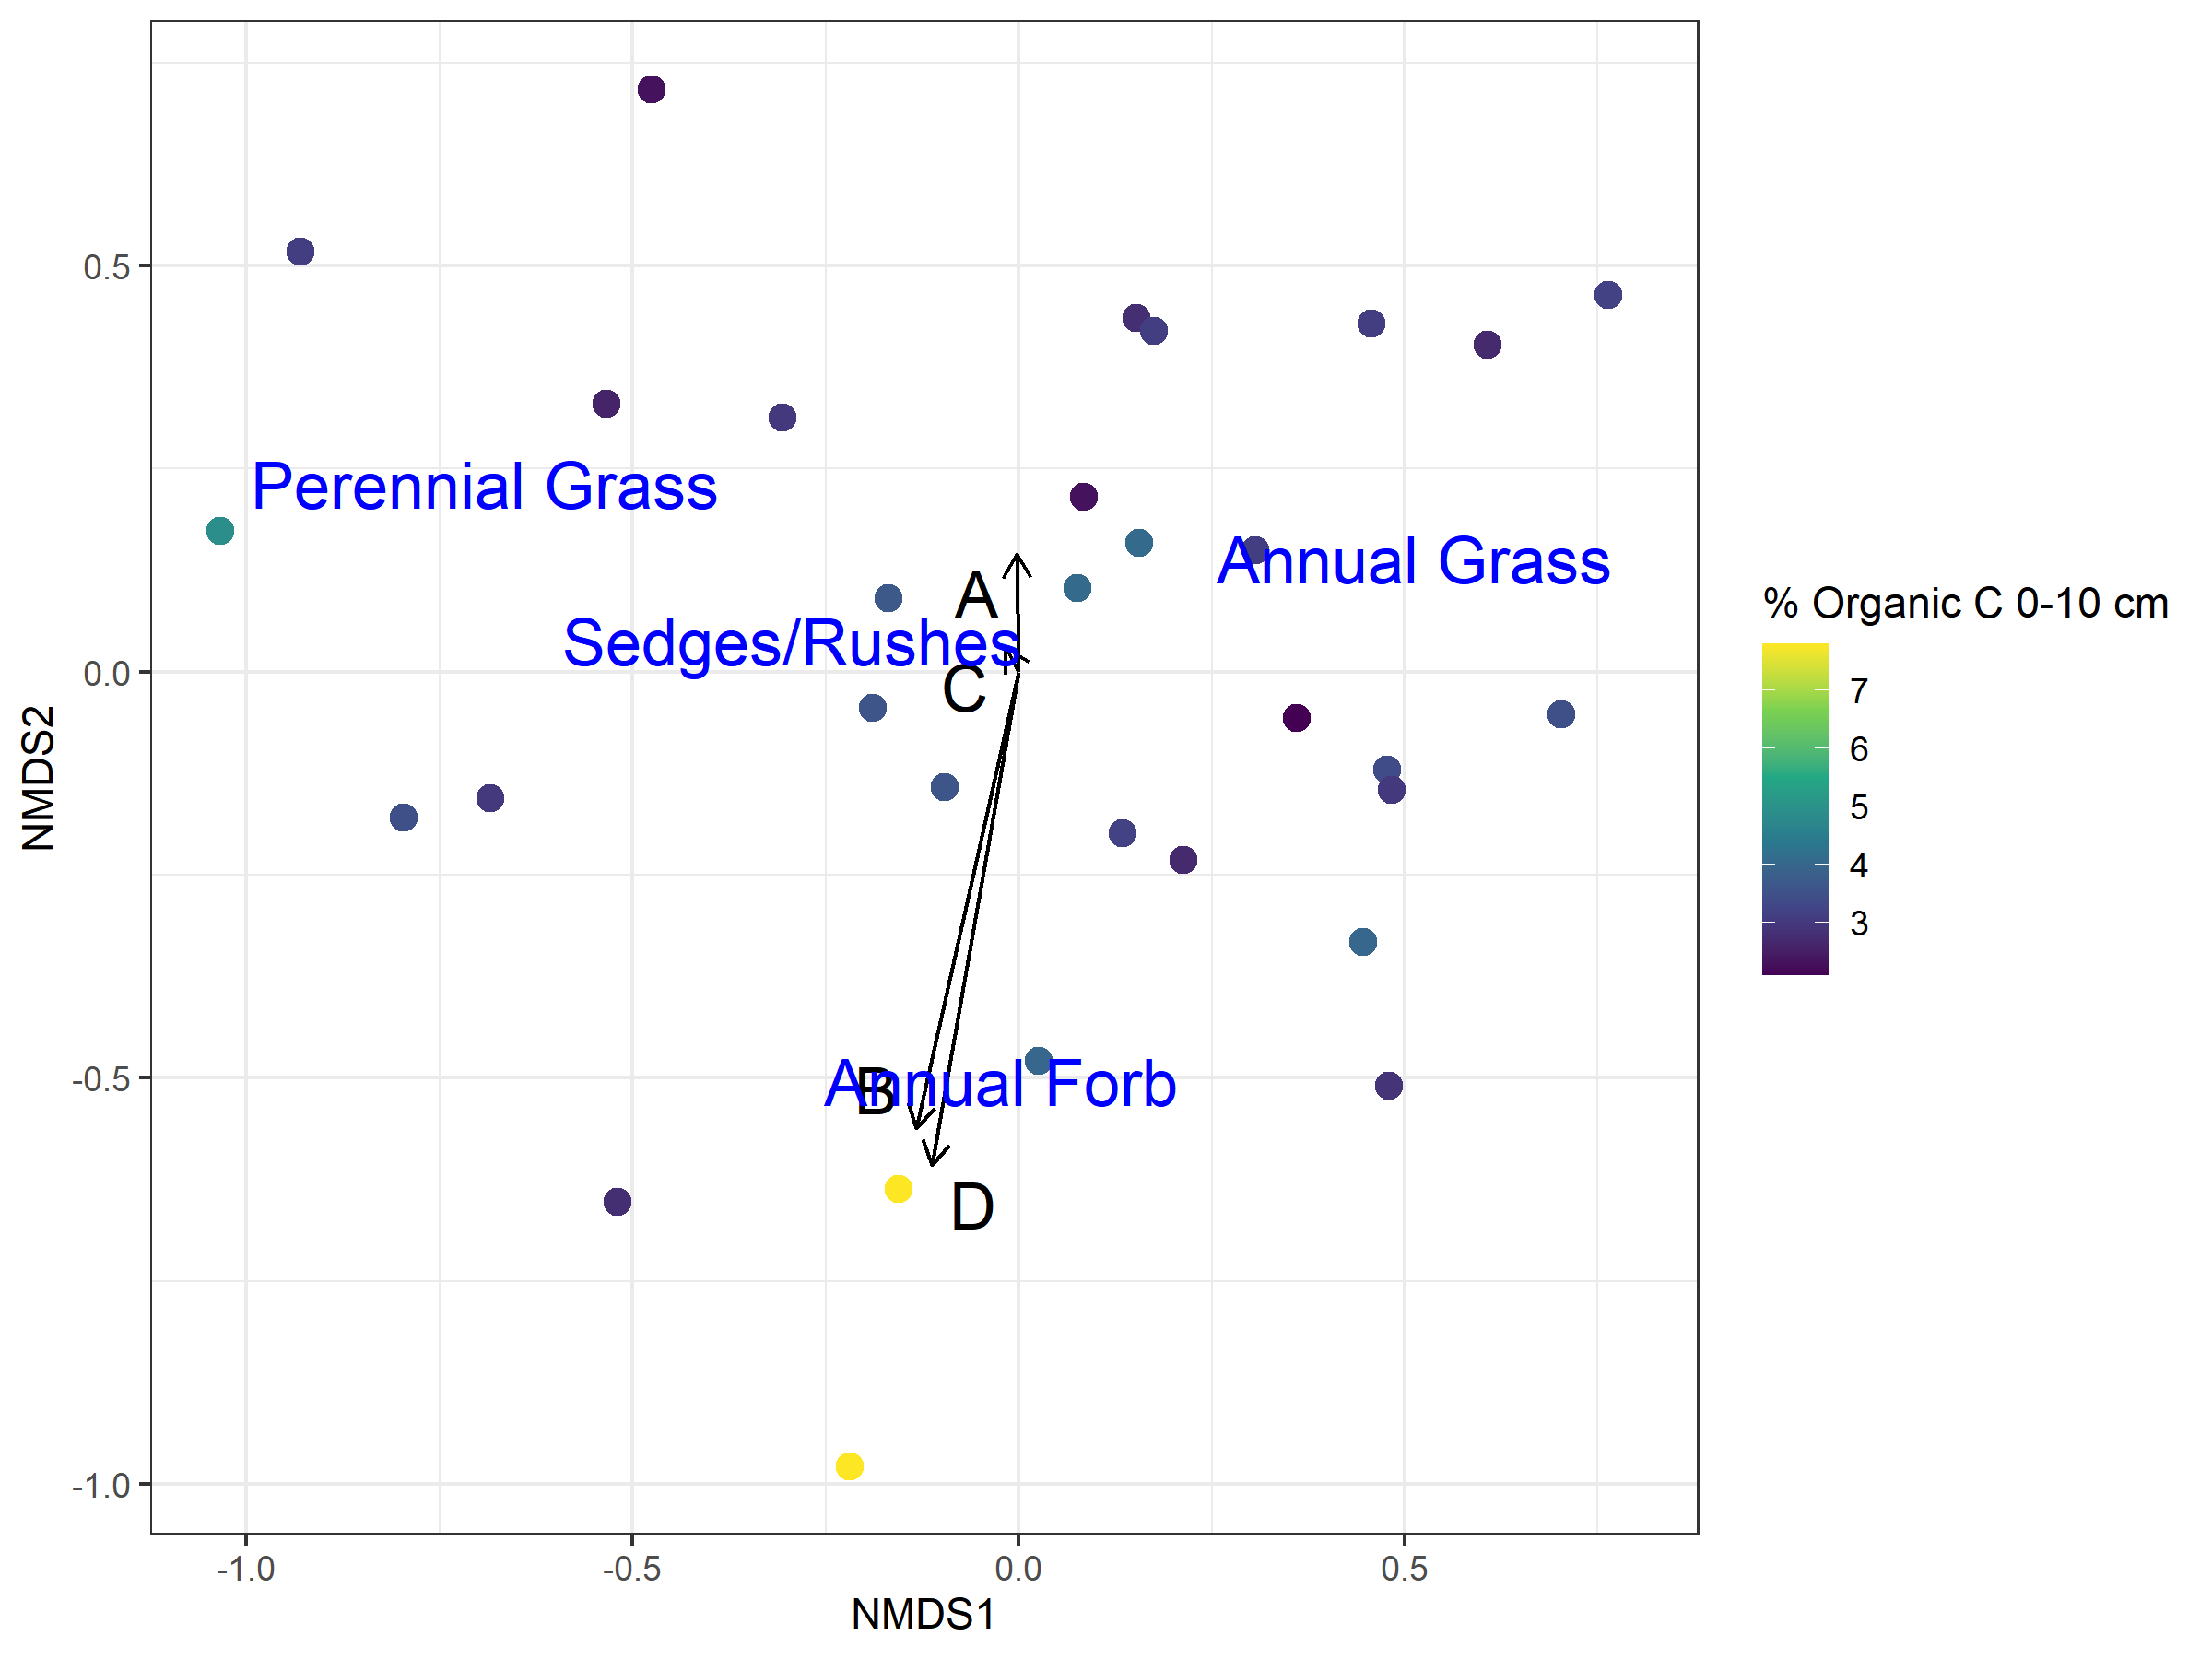 0.5
0.0
-0.5
-1.0
NMDS2
-1.0
-0.5
0.0
0.5
NMDS1
Perennial Grass
Annual Grass
A
Sedges/Rushes
C
Annual Forb
B
D
% Organic C 0-10 cm
7
6
5
4
3